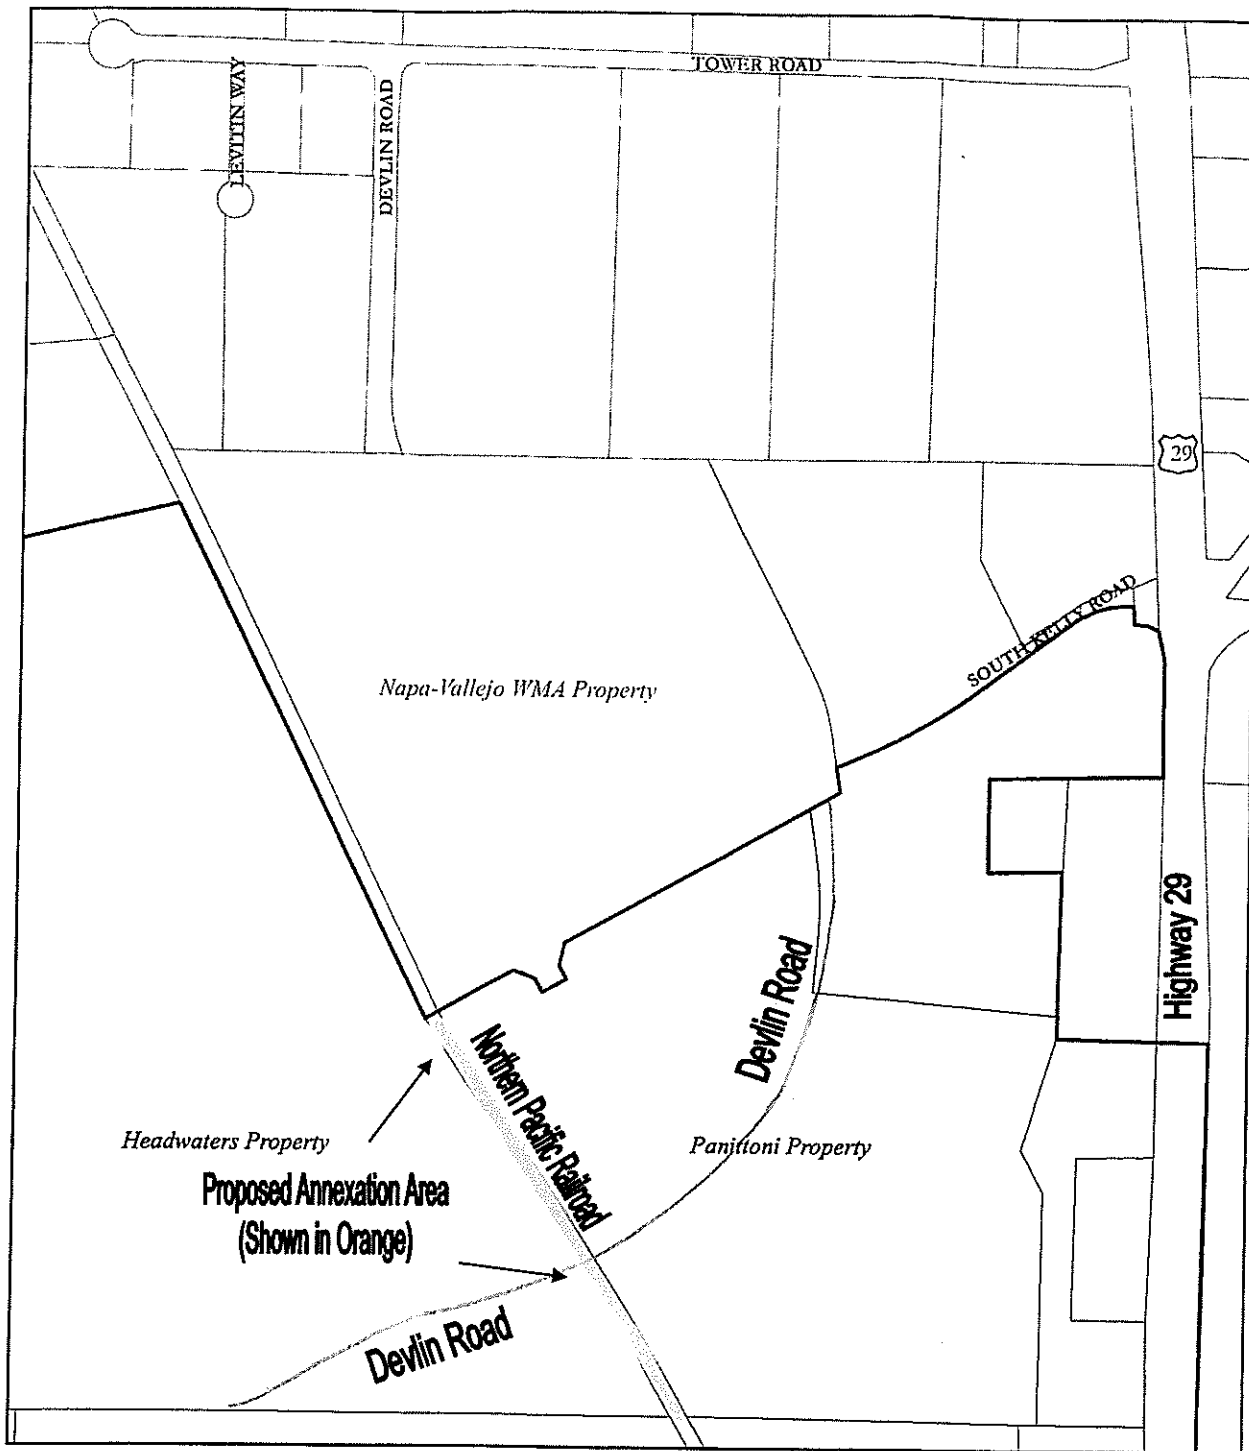 TOWER ROAD
LEVITIN WAY
DEVLIN ROAD
29
SOUTH KELLY ROAD
Napa-Vallejo WMA Property
Highway 29
Devlin Road
Northern Pacific Railroad
Headwaters Property
Panittoni Property
Proposed Annexation Area
(Shown in Orange)
Devlin Road